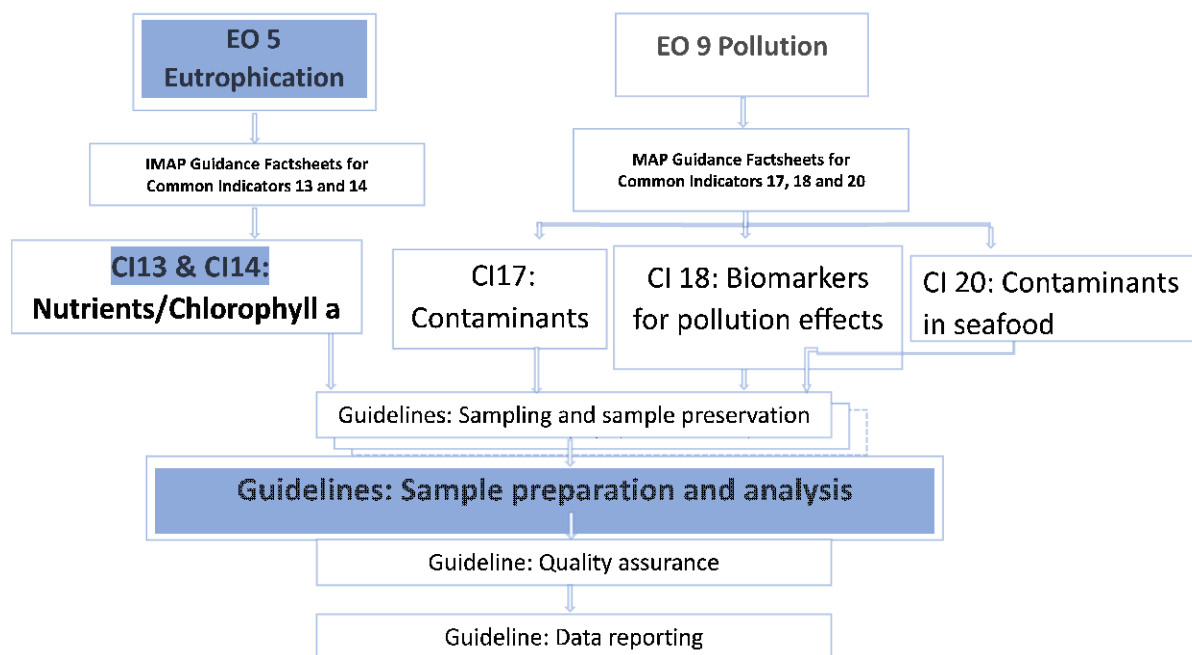 EO 5
Eutrophication
EO 9 Pollution
IMAP Guidance Factsheets for
Common Indicators 13 and 14
MAP Guidance Factsheets for
Common Indicators 17, 18 and 20
CI13 & CI14:
Nutrients/Chlorophyll a
CI17:
Contaminants
CI 18: Biomarkers
for pollution effects
CI 20: Contaminants
in seafood
Guidelines: Sampling and sample preservation
Guidelines: Sample preparation and analysis
Guideline: Quality assurance
Guideline: Data reporting